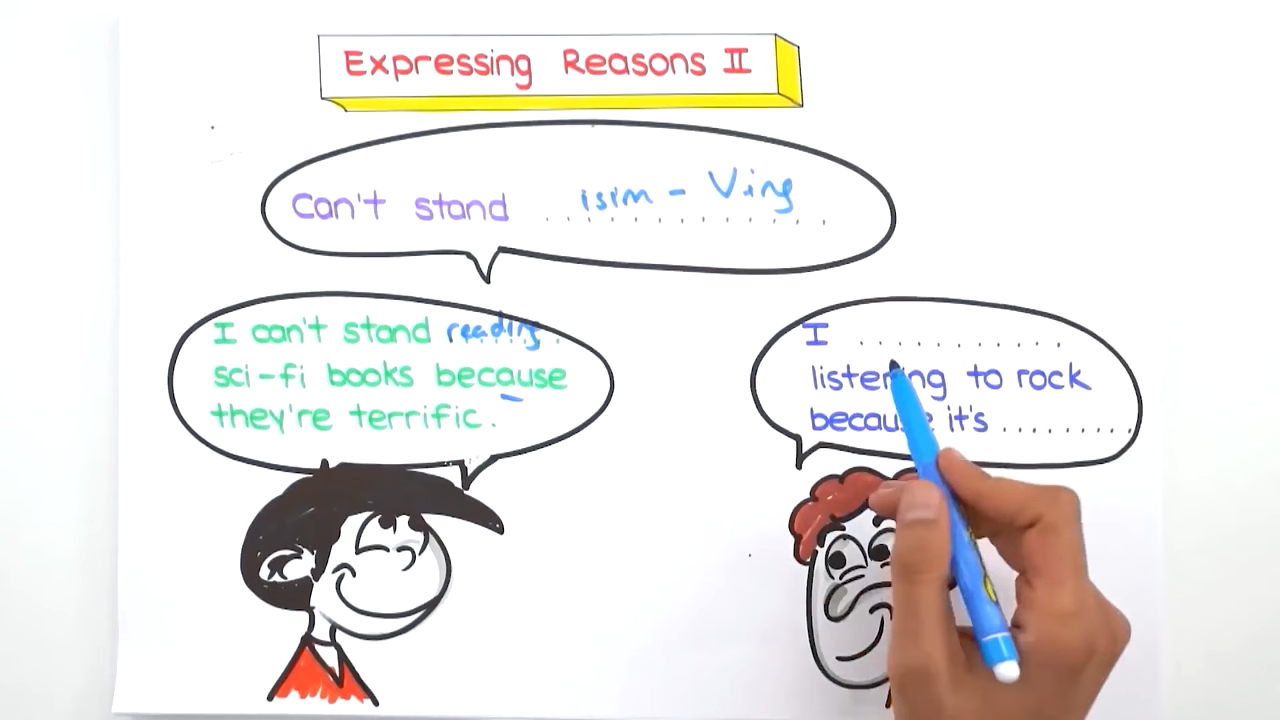 Expressing Reasons II
Can't stand isim - Ving
I can't stand reading.
sci-fi books because
they're terrific.
I ...........
listening to rock
because it's .........